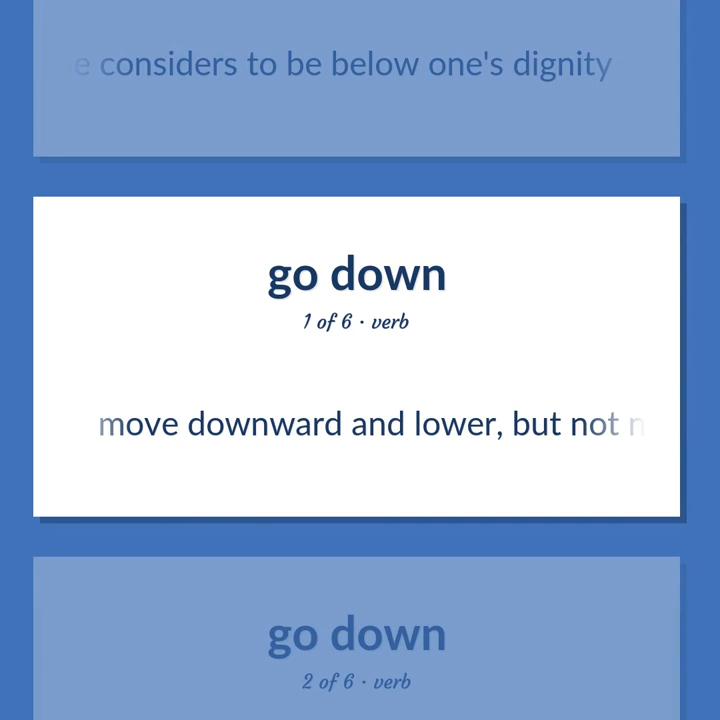 considers to be below one's dignity
go down
1 of 6 · verb
move downward and lower, but not
go down
2 of 6 · verb